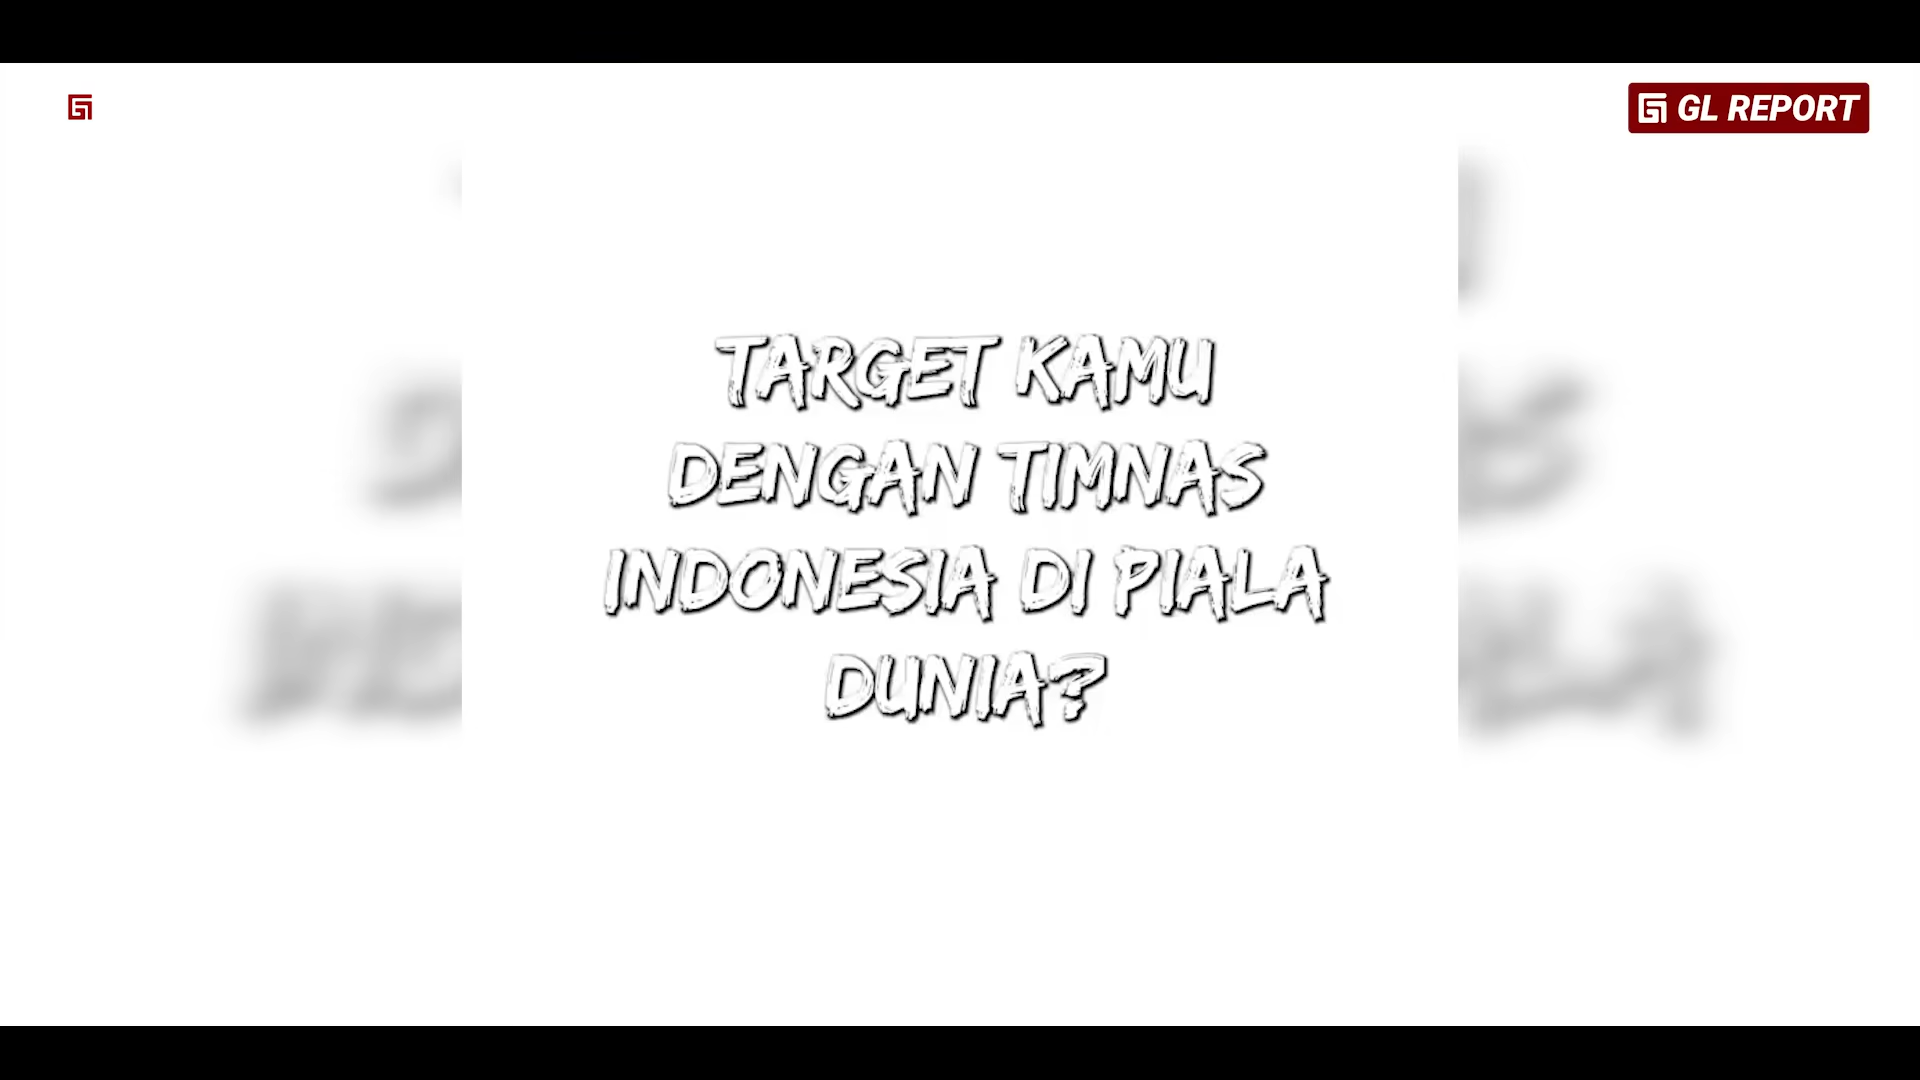 GL REPORT
TARGET KAMU
DENGAN TIMNAS
INDONESIA DI PIALA
DUNIA?